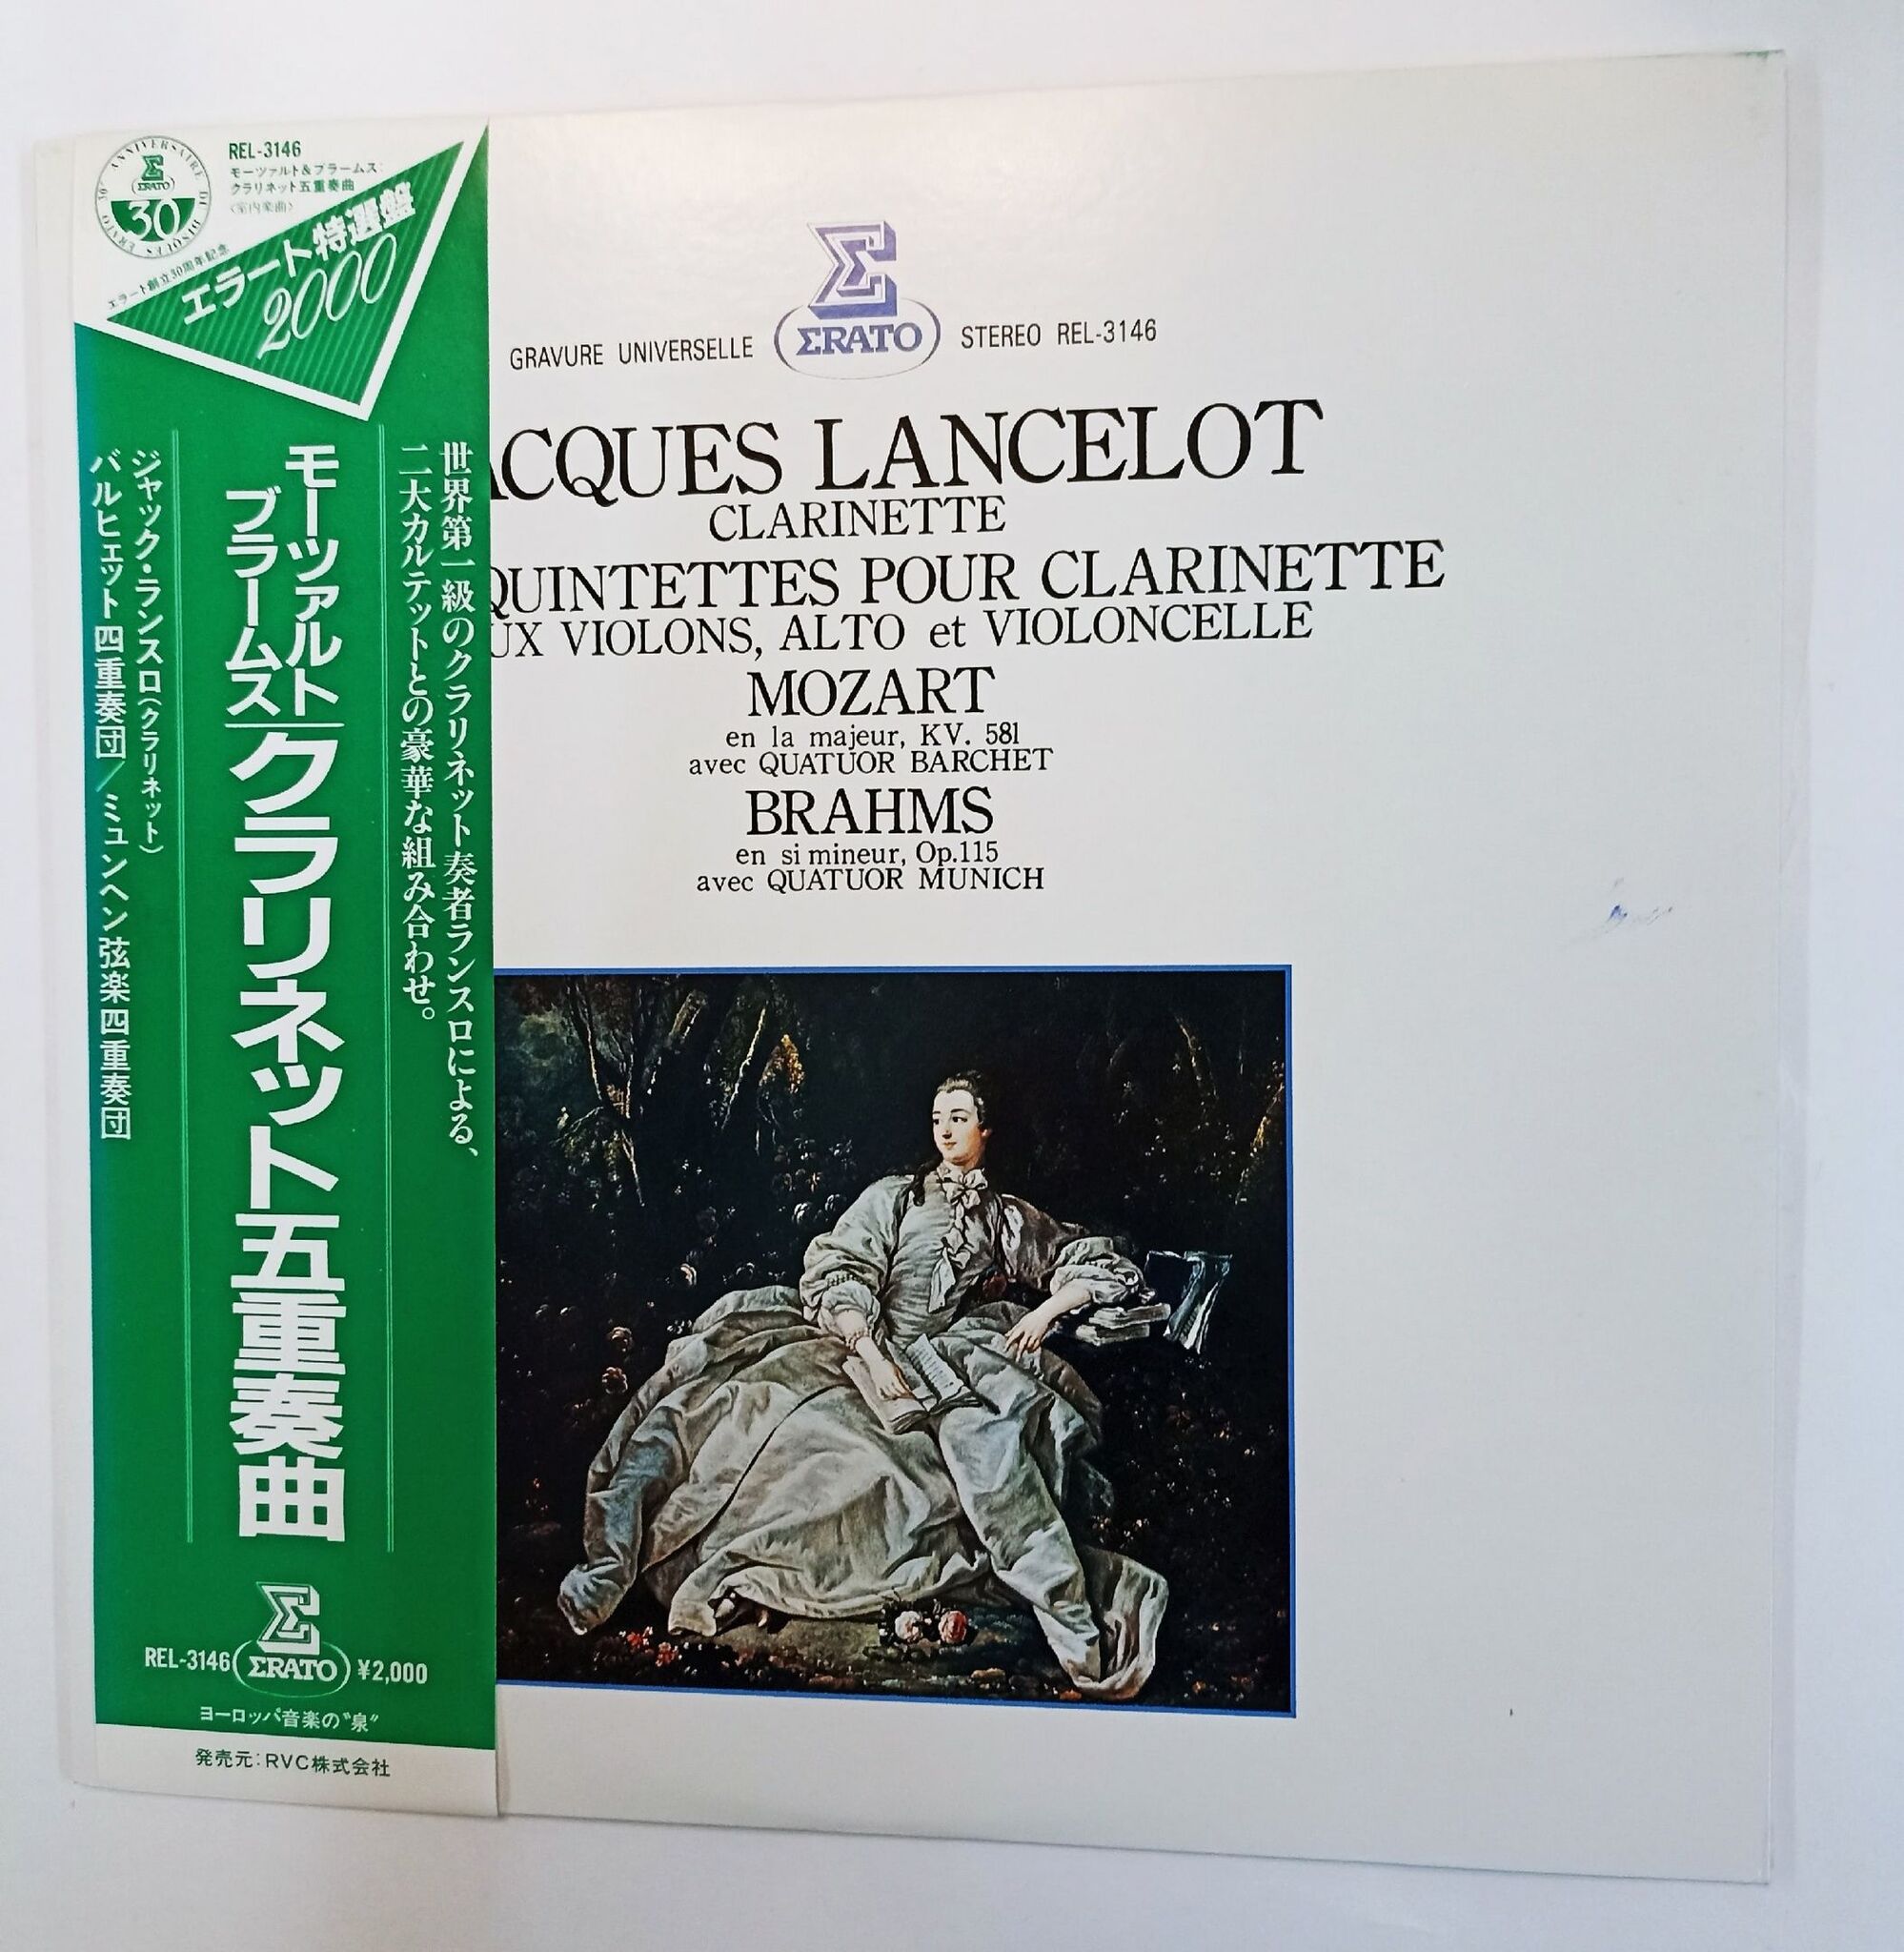 ANNIVERSAIRE DU DISQUES ERATO 30e
ERATO
30
REL-3146
モーツァルト&ブラームス:
クラリネット五重奏曲
〈室内楽曲〉
エラート創立30周年記念
エラート特選盤
2000
世界第一級のクラリネット奏者ランスロによる、
二大カルテットとの豪華な組み合わせ。
モーツァルト
ブラームス
クラリネット五重奏曲
ジャック・ランスロ(クラリネット)
バルヒェット四重奏団/ミュンヘン弦楽四重奏団
REL-3146 ERATO ¥2,000
ヨーロッパ音楽の〝泉〟
発売元:RVC株式会社
GRAVURE UNIVERSELLE ERATO STEREO REL-3146
ACQUES LANCELOT
CLARINETTE
QUINTETTES POUR CLARINETTE
UX VIOLONS, ALTO et VIOLONCELLE
MOZART
en la majeur, KV. 581
avec QUATUOR BARCHET
BRAHMS
en si mineur, Op.115
avec QUATUOR MUNICH